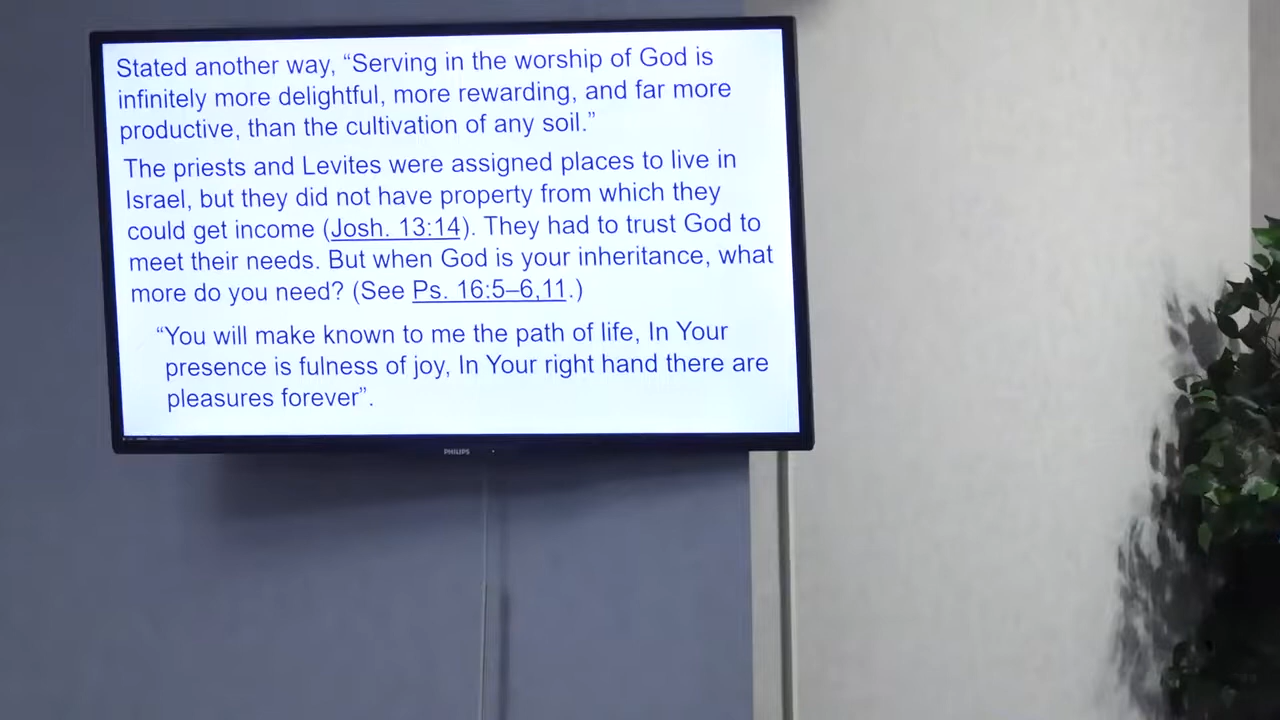 Stated another way, “Serving in the worship of God is
infinitely more delightful, more rewarding, and far more
productive, than the cultivation of any soil.”
The priests and Levites were assigned places to live in
Israel, but they did not have property from which they
could get income (Josh. 13:14). They had to trust God to
meet their needs. But when God is your inheritance, what
more do you need? (See Ps. 16:5–6,11.)
“You will make known to me the path of life, In Your
presence is fulness of joy, In Your right hand there are
pleasures forever”.
PHILIPS